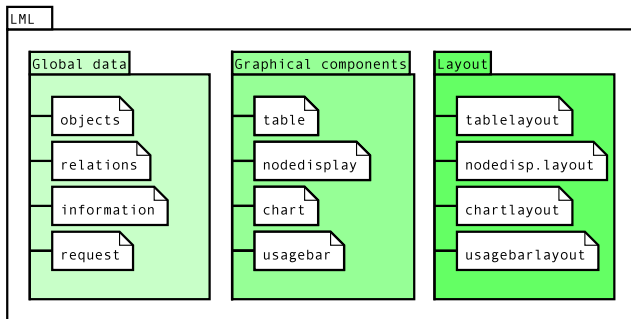 LML
Global data
objects
relations
information
request
Graphical components
table
nodedisplay
chart
usagebar
Layout
tablelayout
nodedisp.layout
chartlayout
usagebarlayout